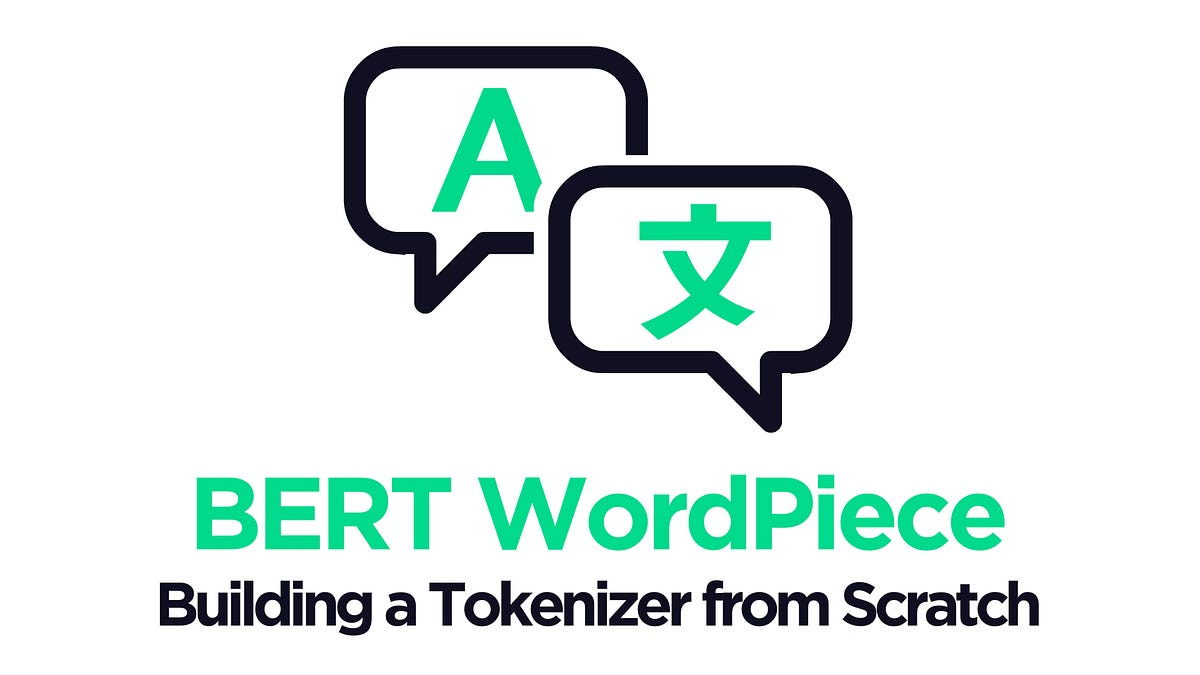 A
文
BERT WordPiece
Building a Tokenizer from Scratch